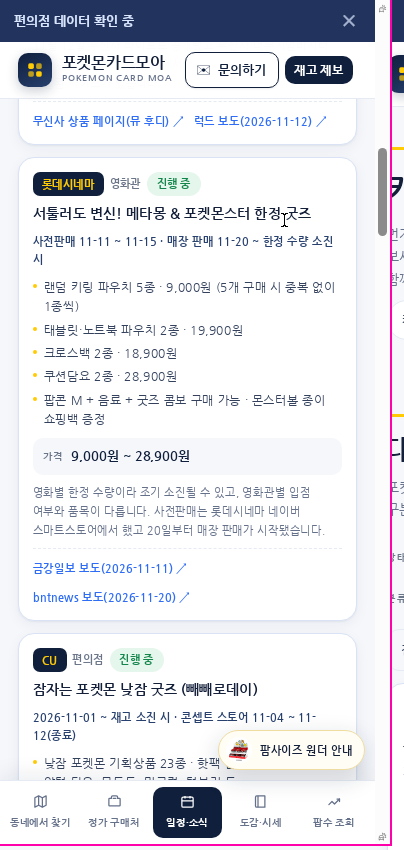 편의점 데이터 확인 중
포켓몬카드모아
POKEMON CARD MOA
문의하기
재고 제보
무신사 상품 페이지(뮤 후디) ↗ 럭드 보도(2026-11-12) ↗
롯데시네마 영화관 진행 중
서툴러도 변신! 메타몽 & 포켓몬스터 한정 굿즈
사전판매 11-11 ~ 11-15 · 매장 판매 11-20 ~ 한정 수량 소진
시
랜덤 키링 파우치 5종 · 9,000원 (5개 구매 시 중복 없이
1종씩)
태블릿·노트북 파우치 2종 · 19,900원
크로스백 2종 · 18,900원
쿠션담요 2종 · 28,900원
팝콘 M + 음료 + 굿즈 콤보 구매 가능 · 몬스터볼 종이
쇼핑백 증정
가격 9,000원 ~ 28,900원
영화별 한정 수량이라 조기 소진될 수 있고, 영화관별 입점
여부와 품목이 다릅니다. 사전판매는 롯데시네마 네이버
스마트스토어에서 했고 20일부터 매장 판매가 시작됐습니다.
금강일보 보도(2026-11-11) ↗
bntnews 보도(2026-11-20) ↗
CU 편의점 진행 중
잠자는 포켓몬 낮잠 굿즈 (빼빼로데이)
2026-11-01 ~ 재고 소진 시 · 콘셉트 스토어 11-04 ~ 11-
12(종료)
낮잠 포켓몬 기획상품 23종 · 핫팩
팜사이즈 원더 안내
동네에서 찾기
정가 구매처
일정·소식
도감·시세
팝수 조회